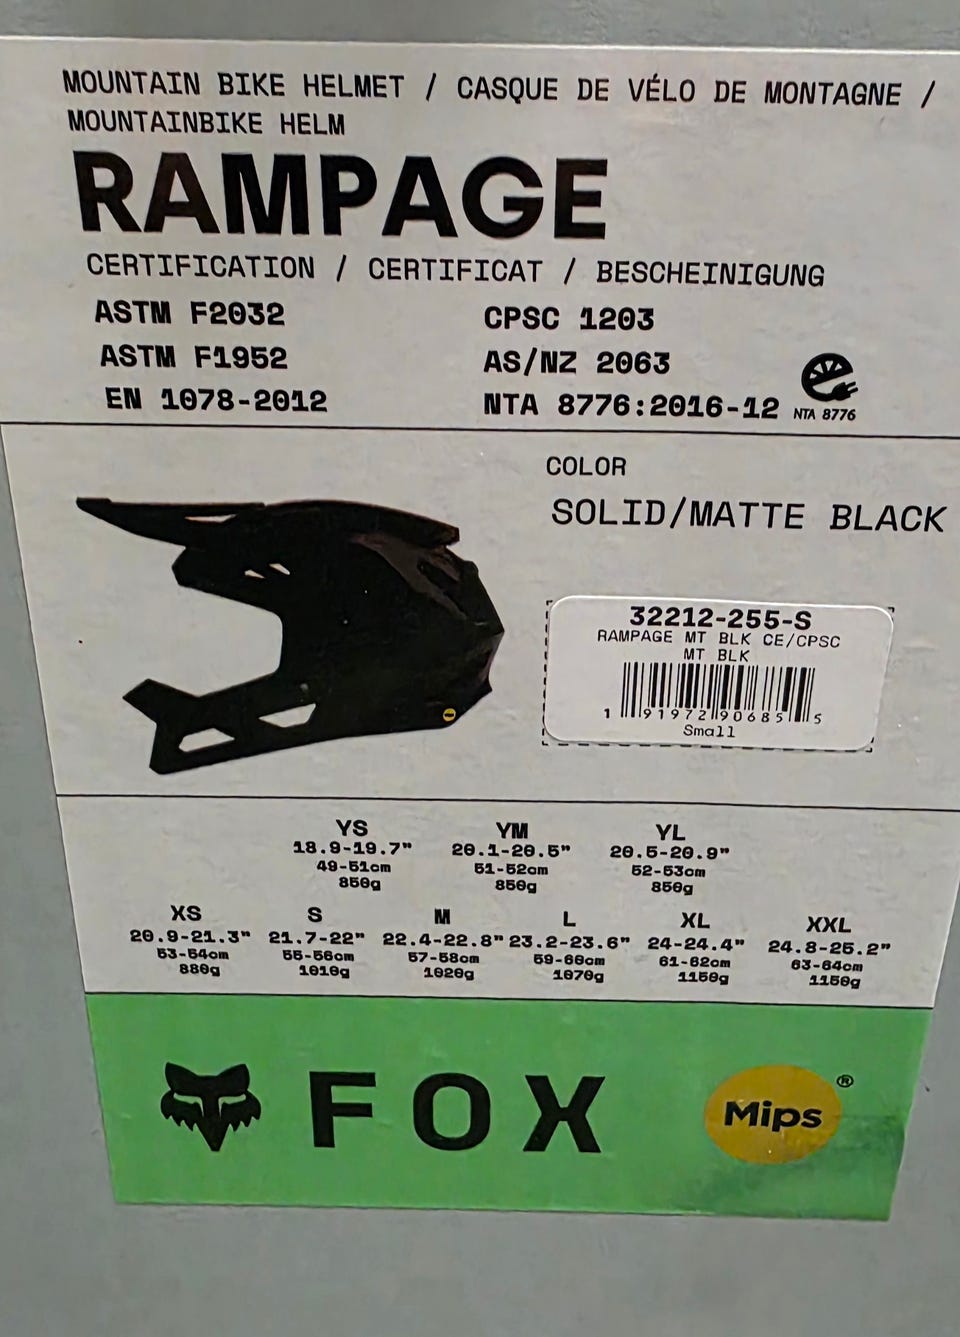 MOUNTAIN BIKE HELMET / CASQUE DE VÉLO DE MONTAGNE /
MOUNTAINBIKE HELM
RAMPAGE
CERTIFICATION / CERTIFICAT / BESCHEINIGUNG
ASTM F2032 CPSC 1203
ASTM F1952 AS/NZ 2063
EN 1078-2012 NTA 8776:2016-12 NTA 8776
COLOR
SOLID/MATTE BLACK
32212-255-S
RAMPAGE MT BLK CE/CPSC
MT BLK
1 91972 90685 5
Small
YS YM YL
18.9-19.7" 20.1-20.5" 20.5-20.9"
49-51cm 51-52cm 52-53cm
850g 850g 850g
XS S M L XL XXL
20.9-21.3" 21.7-22" 22.4-22.8" 23.2-23.6" 24-24.4" 24.8-25.2"
53-54cm 55-56cm 57-58cm 59-60cm 61-62cm 63-64cm
880g 1010g 1020g 1070g 1150g 1150g
FOX Mips®